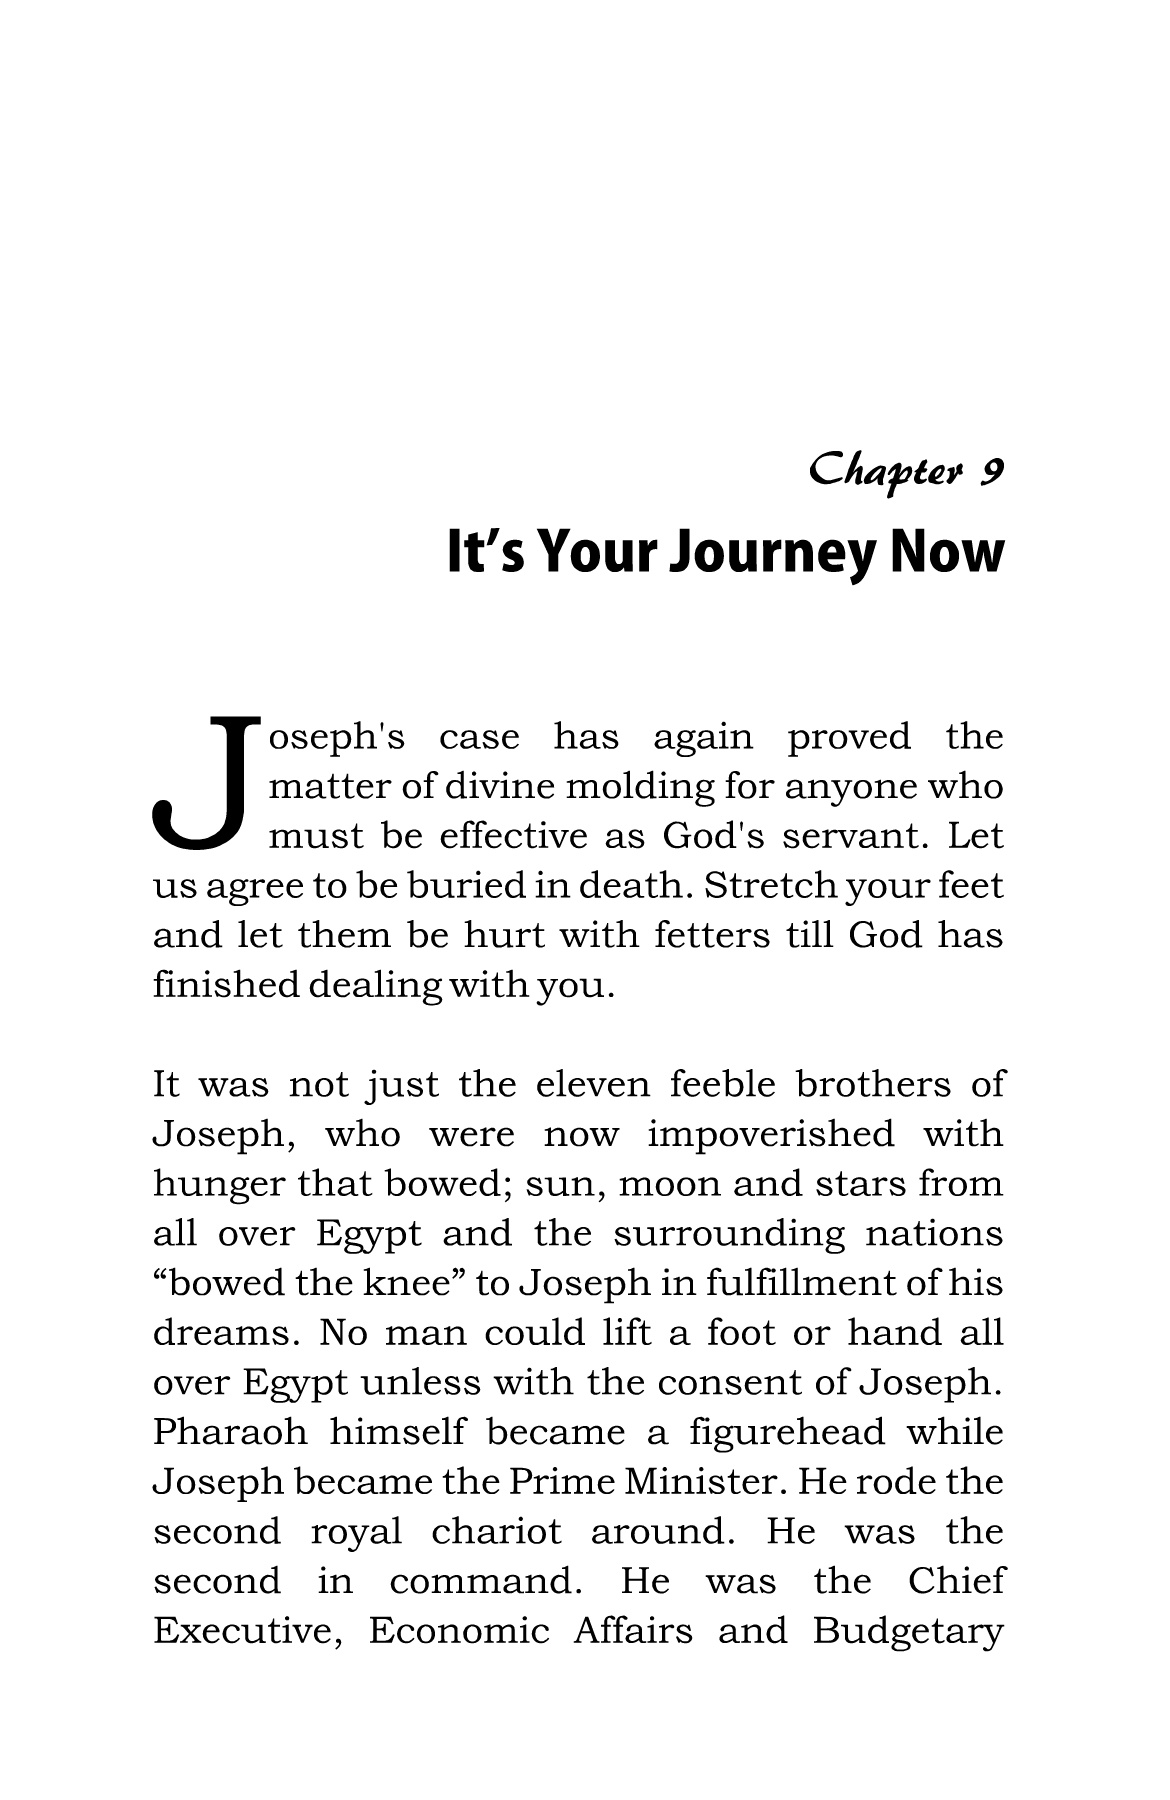 Chapter 9
It’s Your Journey Now
Joseph's case has again proved the
matter of divine molding for anyone who
must be effective as God's servant. Let
us agree to be buried in death. Stretch your feet
and let them be hurt with fetters till God has
finished dealing with you.
It was not just the eleven feeble brothers of
Joseph, who were now impoverished with
hunger that bowed; sun, moon and stars from
all over Egypt and the surrounding nations
“bowed the knee” to Joseph in fulfillment of his
dreams. No man could lift a foot or hand all
over Egypt unless with the consent of Joseph.
Pharaoh himself became a figurehead while
Joseph became the Prime Minister. He rode the
second royal chariot around. He was the
second in command. He was the Chief
Executive, Economic Affairs and Budgetary